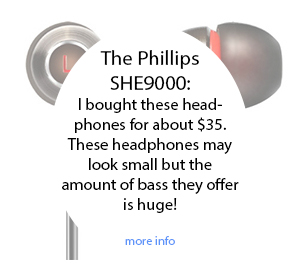 The Phillips
SHE9000:
I bought these head-
phones for about $35.
These headphones may
look small but the
amount of bass they offer
is huge!
more info